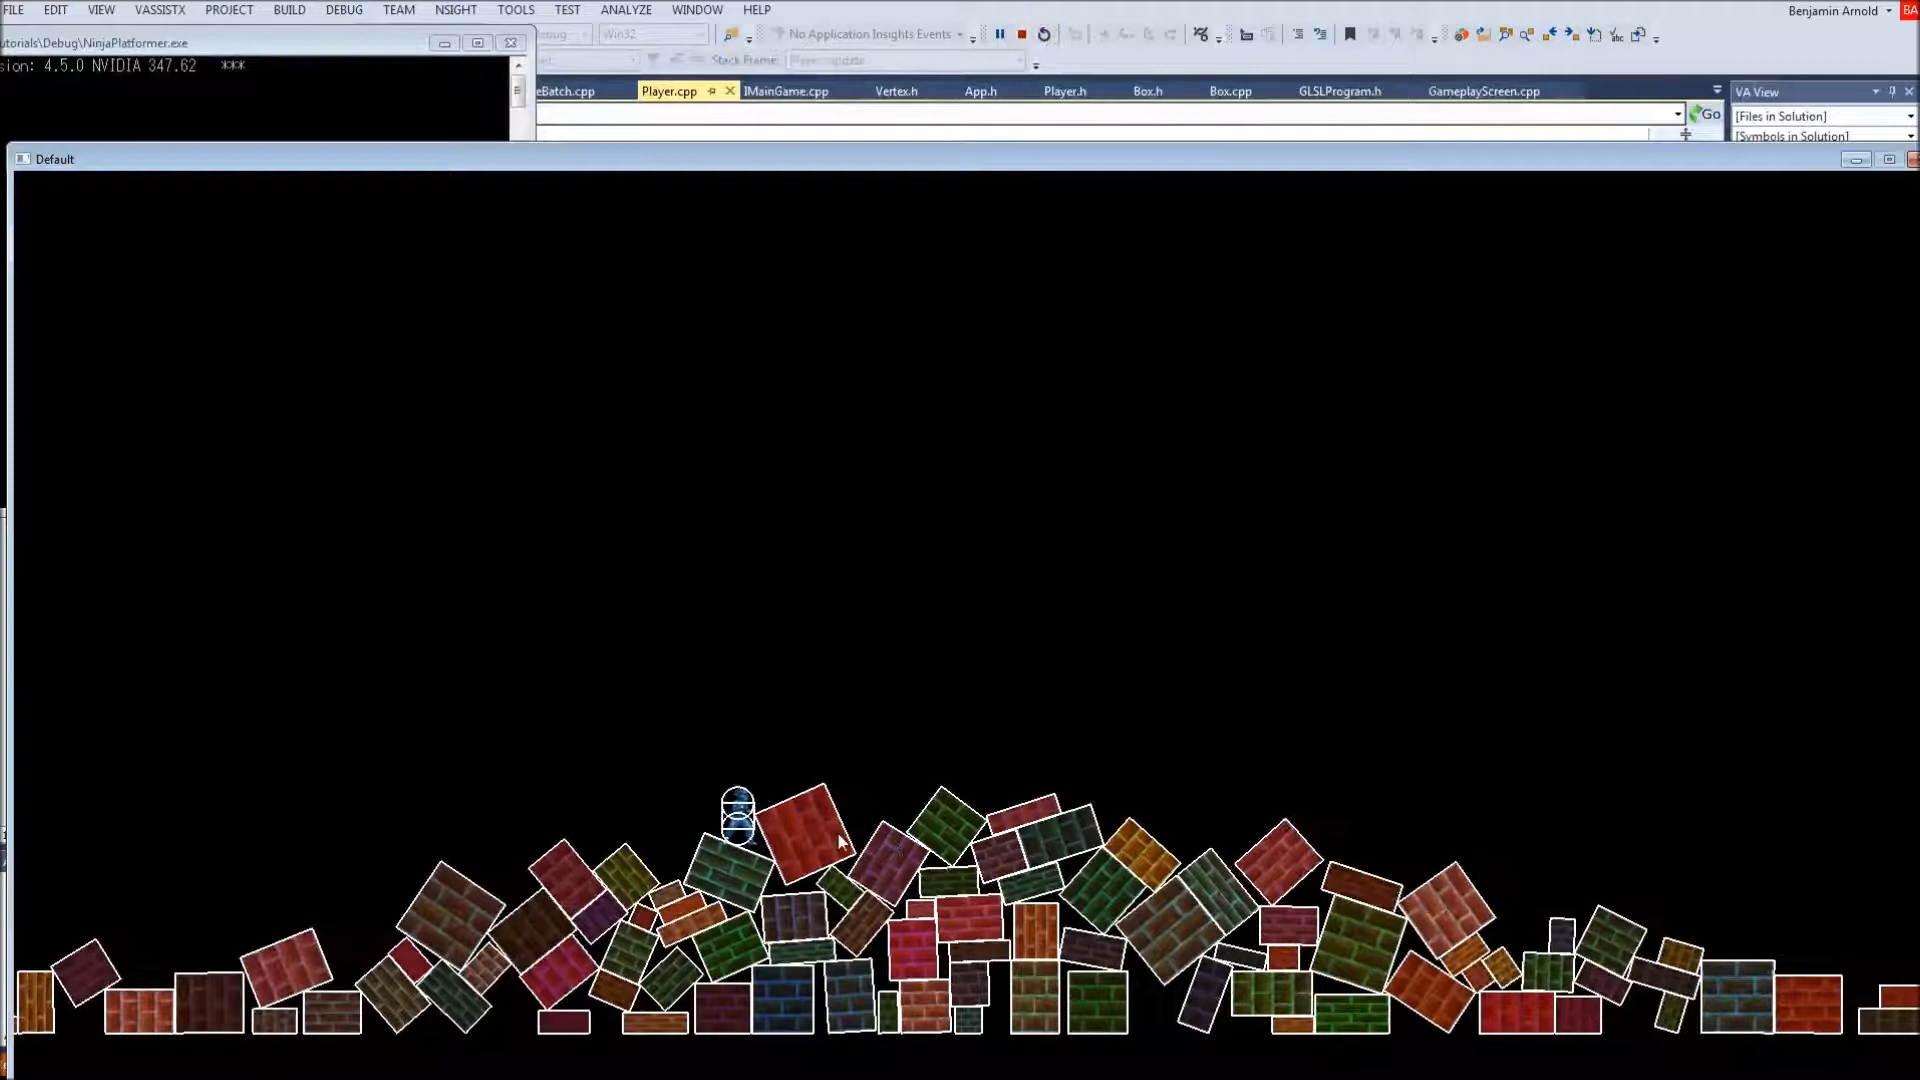 FILE EDIT VIEW VASSISTX PROJECT BUILD DEBUG TEAM NSIGHT TOOLS TEST ANALYZE WINDOW HELP Benjamin Arnold BA
utorials\Debug\NinjaPlatformer.exe
Win32 No Application Insights Events
sion: 4.5.0 NVIDIA 347.62 ***
Stack Frame:
eBatch.cpp Player.cpp IMainGame.cpp Vertex.h App.h Player.h Box.h Box.cpp GLSLProgram.h GameplayScreen.cpp VA View
Go [Files in Solution]
[Symbols in Solution]
Default